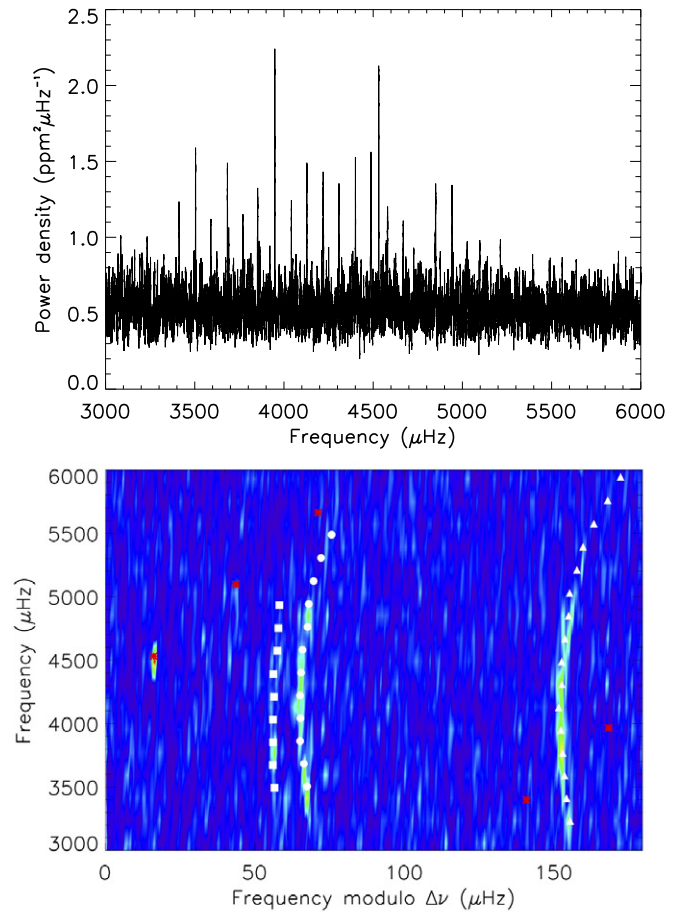 2.5
2.0
1.5
1.0
0.5
0.0
Power density (ppm²μHz⁻¹)
3000 3500 4000 4500 5000 5500 6000
Frequency (μHz)
6000
5500
5000
4500
4000
3500
3000
Frequency (μHz)
0 50 100 150
Frequency modulo Δν (μHz)